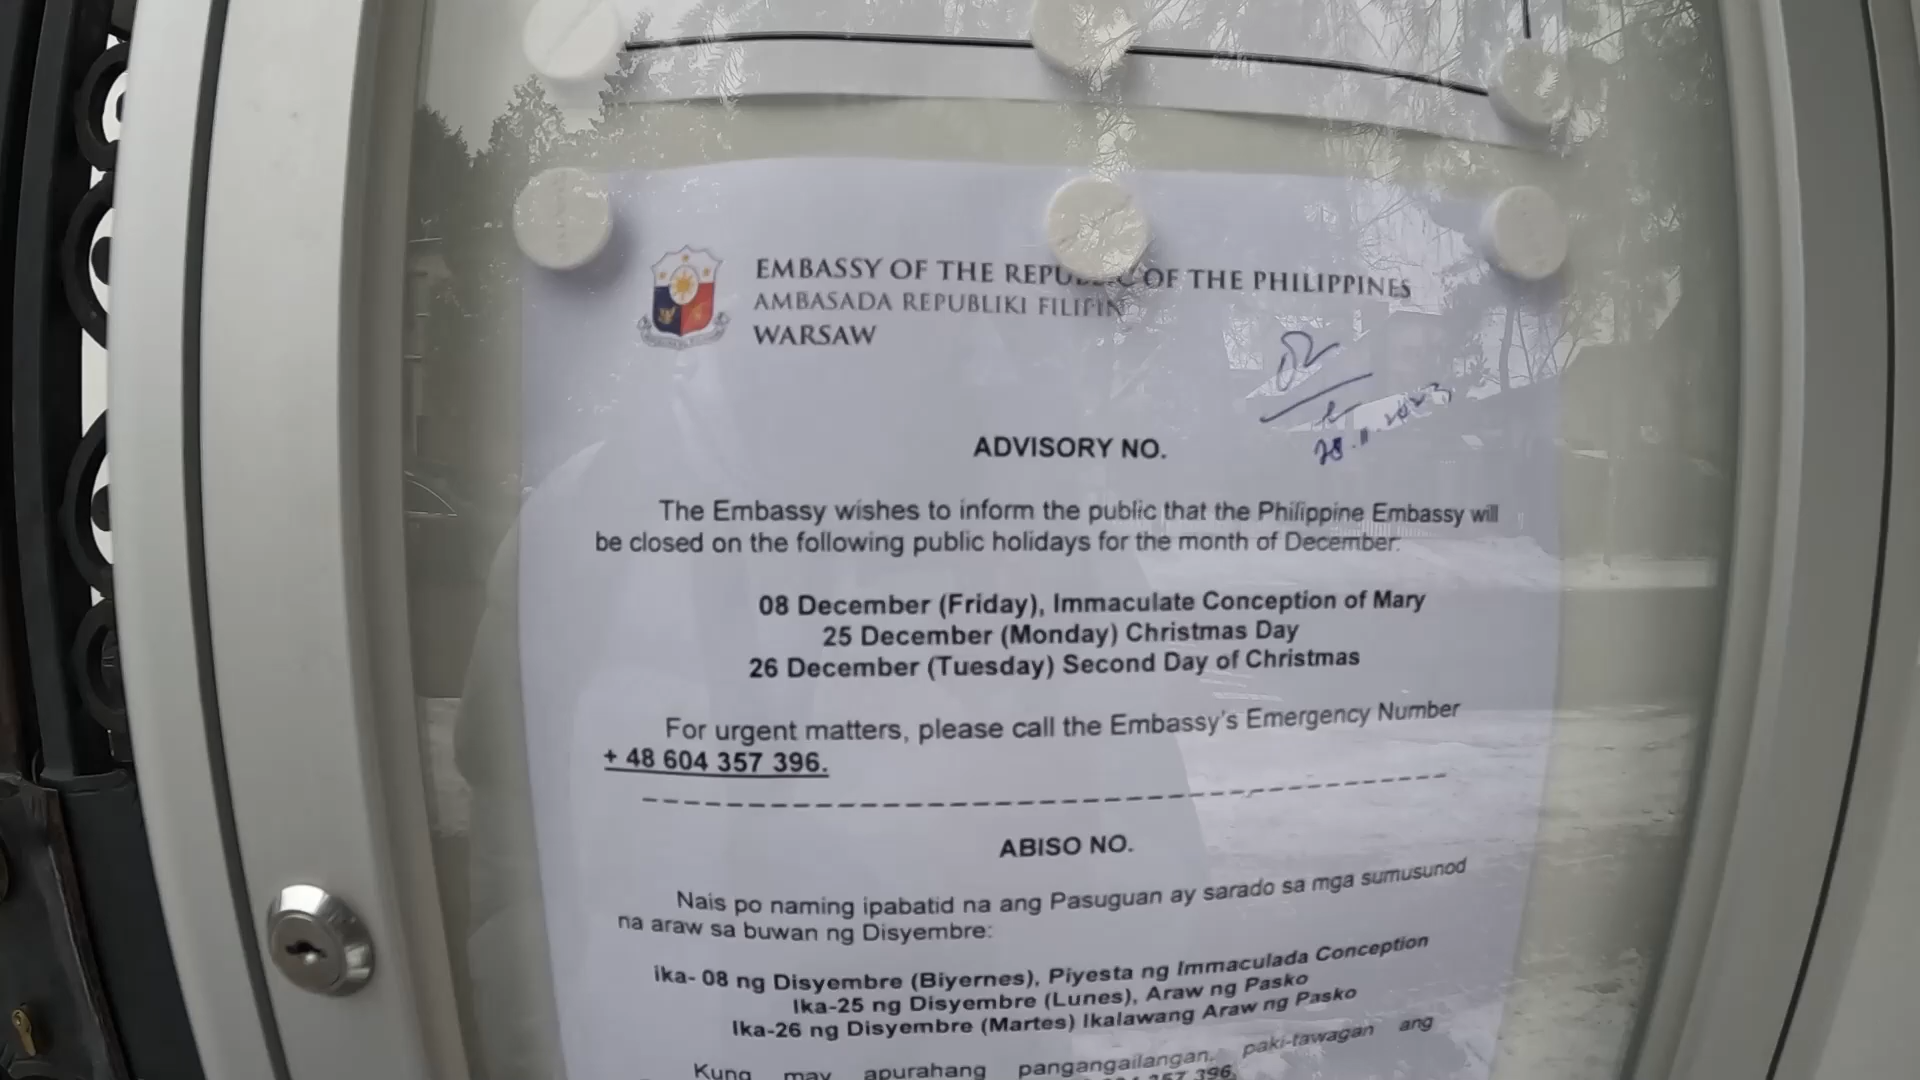 EMBASSY OF THE REPUBLIC OF THE PHILIPPINES
AMBASADA REPUBLIKI FILIPIN
WARSAW
28.11.2023
ADVISORY NO.
The Embassy wishes to inform the public that the Philippine Embassy will
be closed on the following public holidays for the month of December:
08 December (Friday), Immaculate Conception of Mary
25 December (Monday) Christmas Day
26 December (Tuesday) Second Day of Christmas
For urgent matters, please call the Embassy's Emergency Number
+ 48 604 357 396.
ABISO NO.
Nais po naming ipabatid na ang Pasuguan ay sarado sa mga sumusunod
na araw sa buwan ng Disyembre:
ika- 08 ng Disyembre (Biyernes), Piyesta ng Immaculada Conception
Ika-25 ng Disyembre (Lunes), Araw ng Pasko
Ika-26 ng Disyembre (Martes) Ikalawang Araw ng Pasko
Kung may apurahang pangangailangan, paki-tawagan ang
357 396